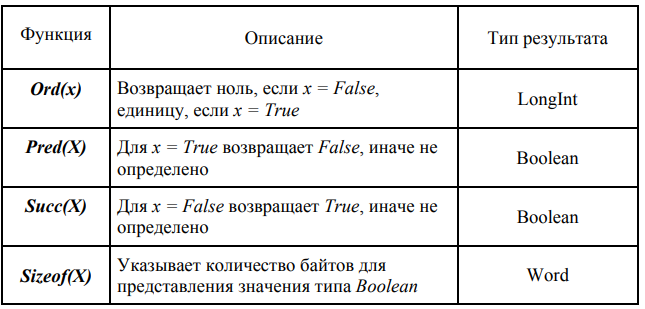 Функция
Описание
Тип результата
Ord(x)
Возвращает ноль, если x = False,
единицу, если x = True
LongInt
Pred(X)
Для x = True возвращает False, иначе не
определено
Boolean
Succ(X)
Для x = False возвращает True, иначе не
определено
Boolean
Sizeof(X)
Указывает количество байтов для
представления значения типа Boolean
Word